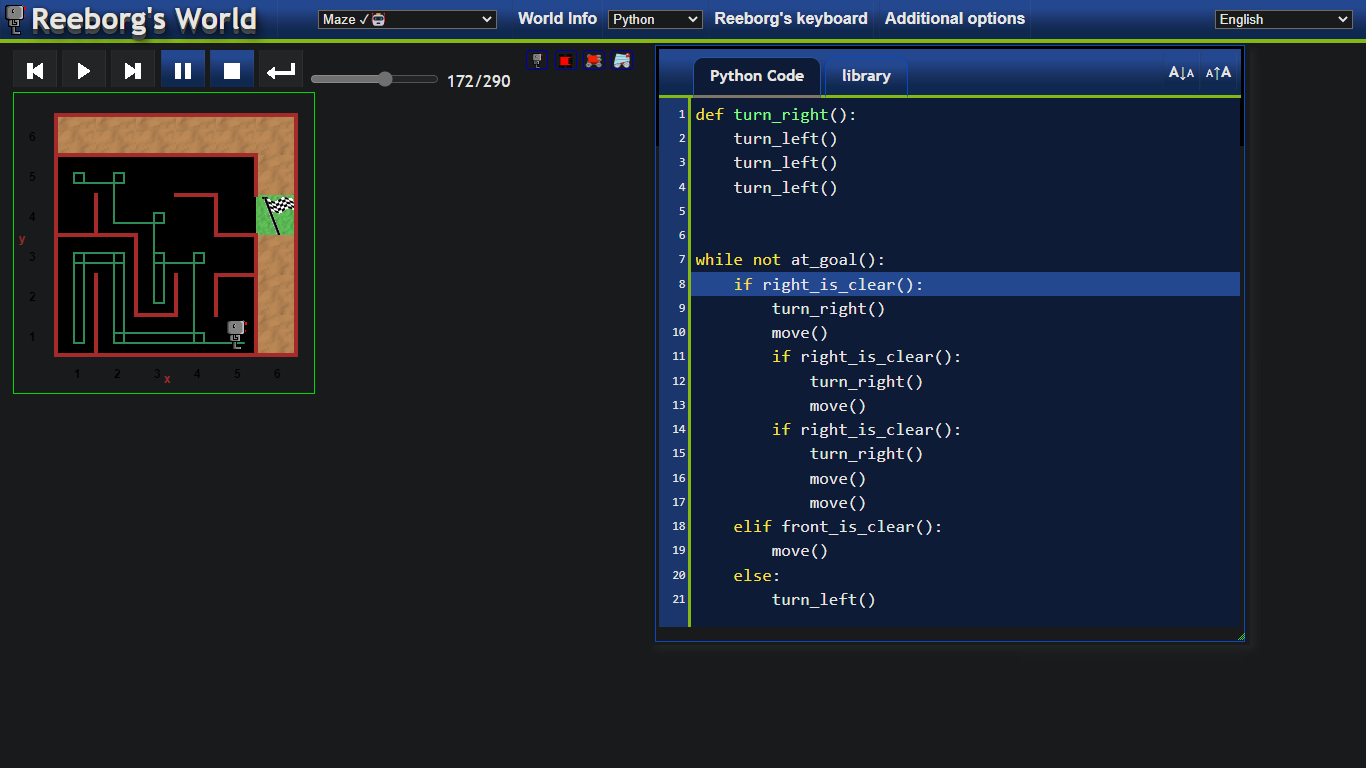 Reeborg's World
Maze ✓
World Info
Python
Reeborg's keyboard
Additional options
English
172/290
6
5
4
3
2
1
y
1 2 3 4 5 6
x
Python Code
library
A↓A
A↑A
1 def turn_right():
2     turn_left()
3     turn_left()
4     turn_left()
5
6
7 while not at_goal():
8     if right_is_clear():
9         turn_right()
10         move()
11         if right_is_clear():
12             turn_right()
13             move()
14         if right_is_clear():
15             turn_right()
16             move()
17             move()
18     elif front_is_clear():
19         move()
20     else:
21         turn_left()